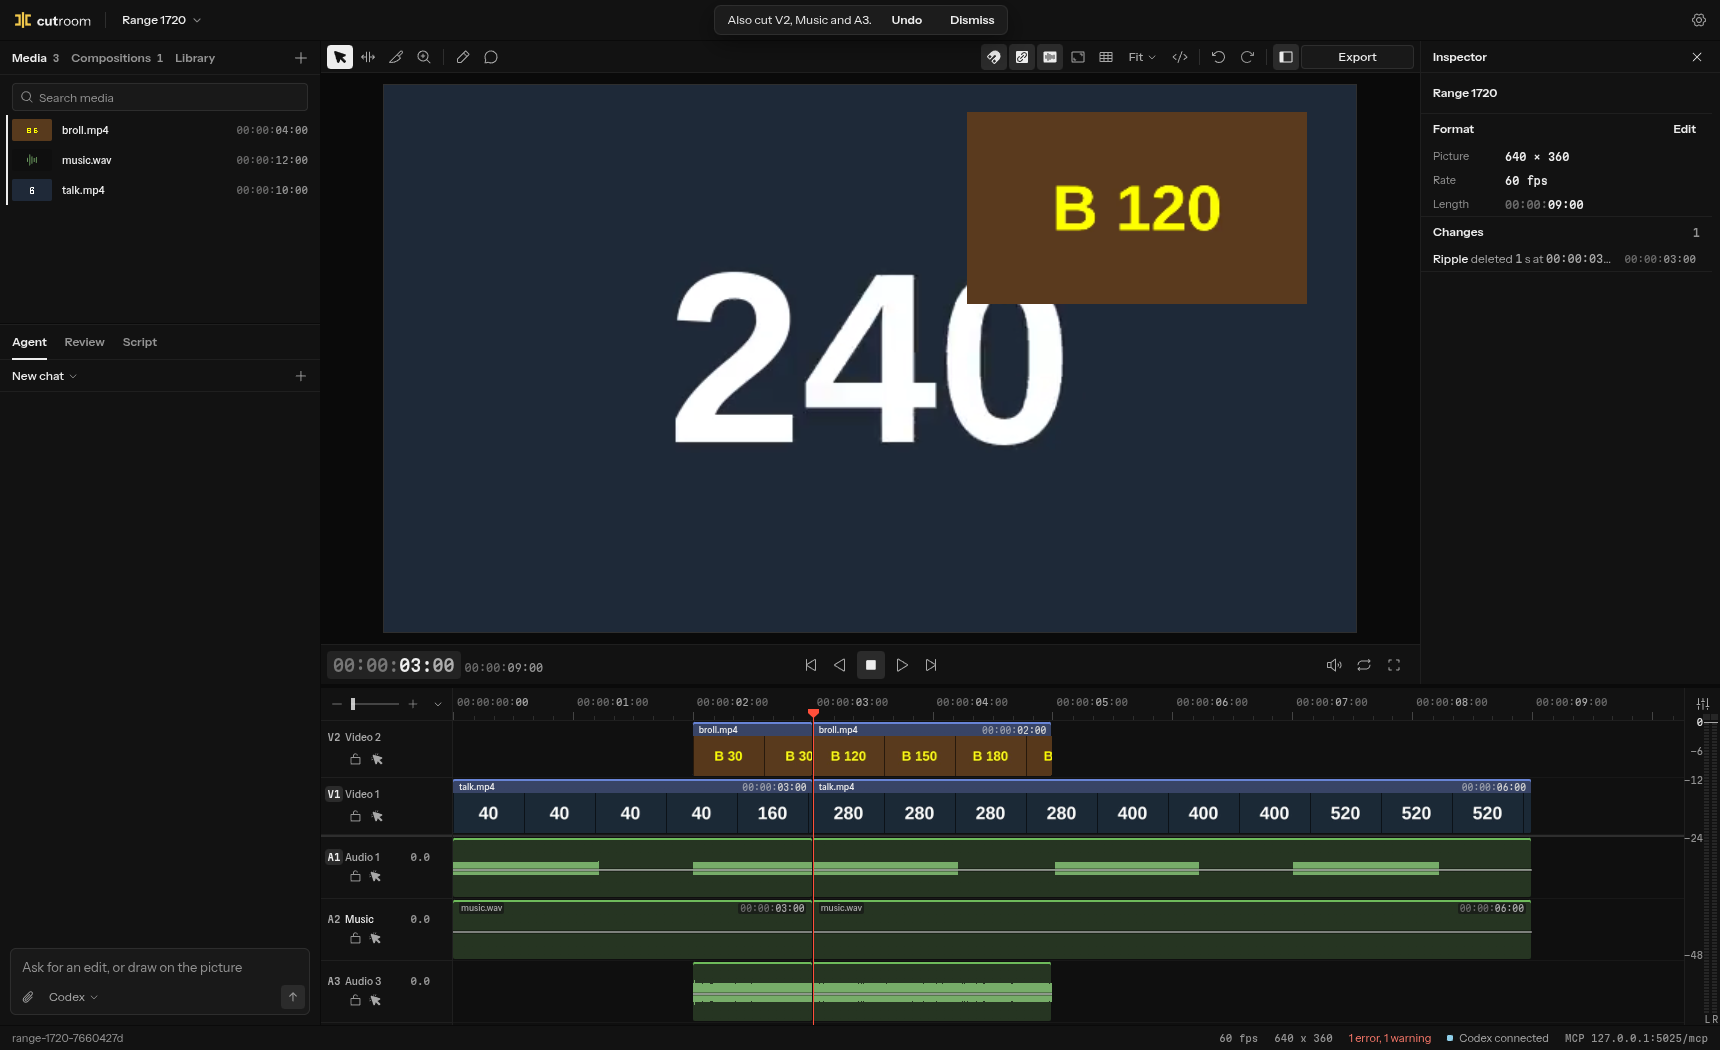 cutroom
Range 1720
Also cut V2, Music and A3. Undo Dismiss
Media 3 Compositions 1 Library
Fit
Export
Inspector
Search media
Range 1720
broll.mp4 00:00:04:00
music.wav 00:00:12:00
talk.mp4 00:00:10:00
Format Edit
Picture 640 × 360
Rate 60 fps
Length 00:00:09:00
Changes 1
Ripple deleted 1 s at 00:00:03... 00:00:03:00
B 120
240
Agent Review Script
New chat
00:00:03:00 00:00:09:00
00:00:00:00 00:00:01:00 00:00:02:00 00:00:03:00 00:00:04:00 00:00:05:00 00:00:06:00 00:00:07:00 00:00:08:00 00:00:09:00
V2 Video 2
broll.mp4 broll.mp4 00:00:02:00
B 30 B 30 B 120 B 150 B 180 B
V1 Video 1
talk.mp4 00:00:03:00 talk.mp4 00:00:06:00
40 40 40 40 160 280 280 280 280 400 400 400 520 520 520
A1 Audio 1 0.0
A2 Music 0.0
music.wav 00:00:03:00 music.wav 00:00:06:00
A3 Audio 3 0.0
0
-6
-12
-24
-48
L R
Ask for an edit, or draw on the picture
Codex
range-1720-7660427d
60 fps 640 x 360 1 error, 1 warning Codex connected MCP 127.0.0.1:5025/mcp